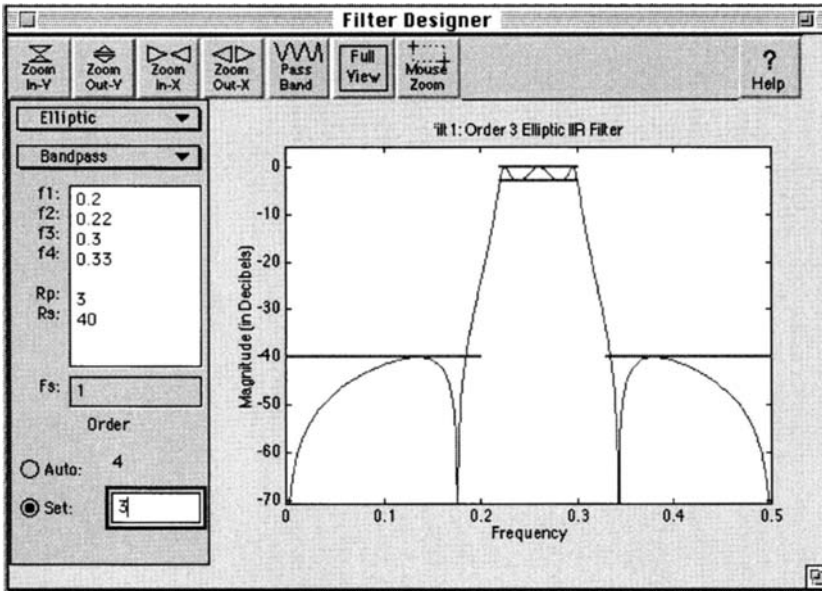 Filter Designer
Zoom In-Y
Zoom Out-Y
Zoom In-X
Zoom Out-X
Pass Band
Full View
Mouse Zoom
? Help
Elliptic
Bandpass
f1: 0.2
f2: 0.22
f3: 0.3
f4: 0.33
Rp: 3
Rs: 40
Fs: 1
Order
Auto: 4
Set: 3
'ilt1: Order 3 Elliptic IIR Filter
Magnitude (in Decibels)
0
-10
-20
-30
-40
-50
-60
-70
0 0.1 0.2 0.3 0.4 0.5
Frequency